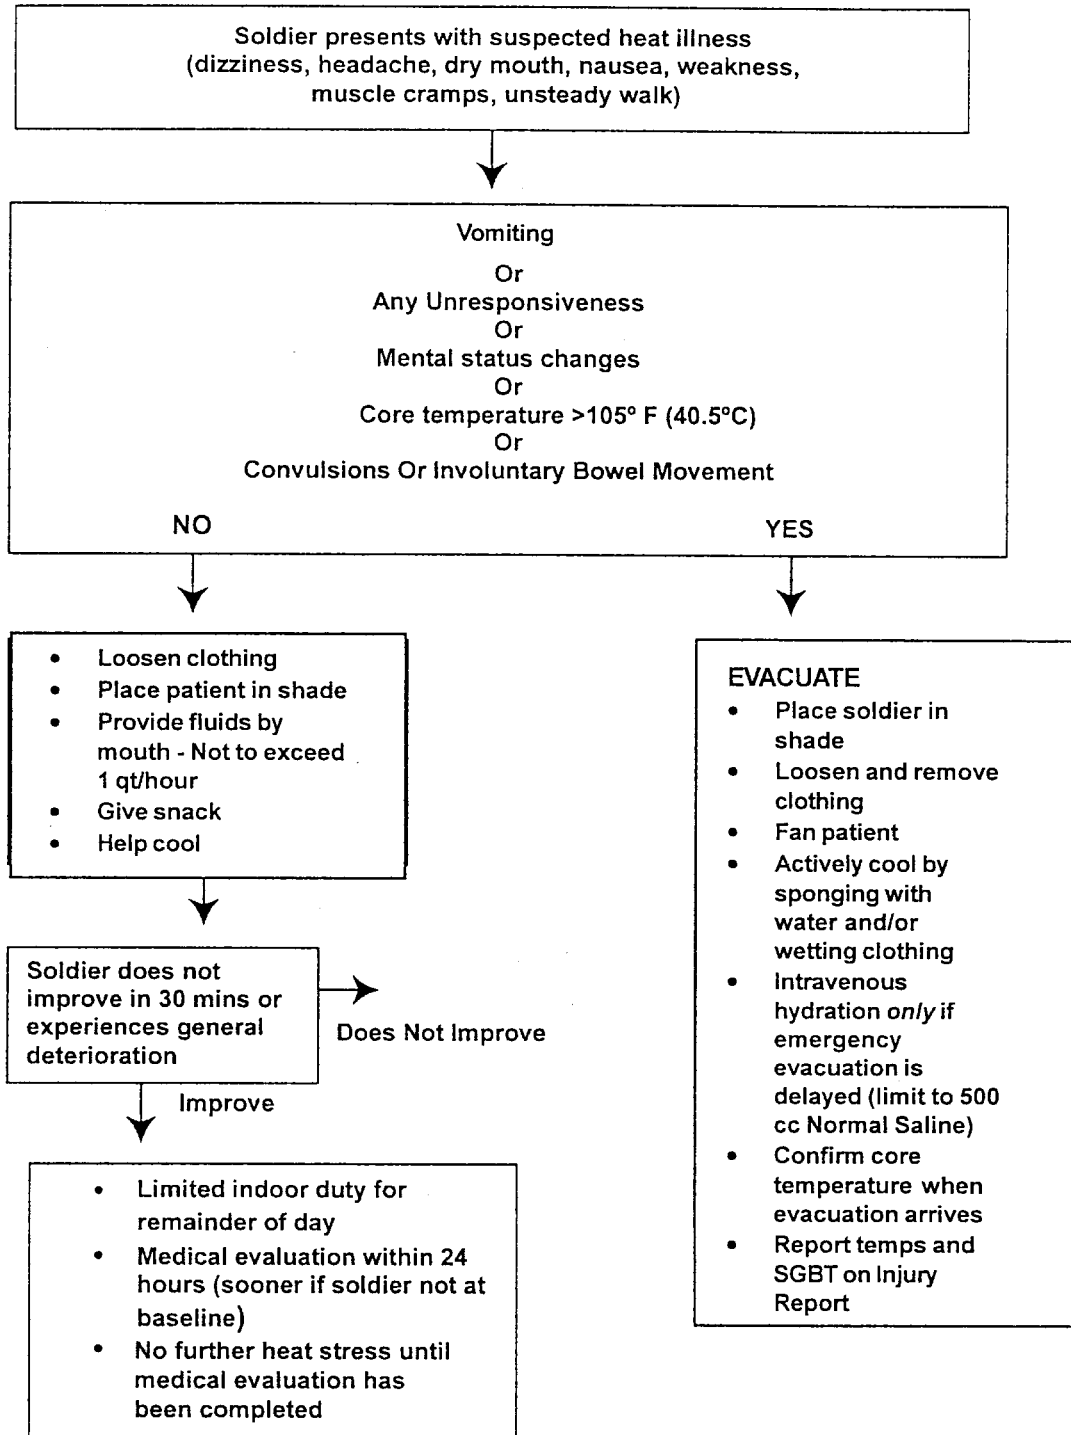 Soldier presents with suspected heat illness
(dizziness, headache, dry mouth, nausea, weakness,
muscle cramps, unsteady walk)
Vomiting
Or
Any Unresponsiveness
Or
Mental status changes
Or
Core temperature >105º F (40.5ºC)
Or
Convulsions Or Involuntary Bowel Movement
NO
YES
• Loosen clothing
• Place patient in shade
• Provide fluids by
mouth - Not to exceed
1 qt/hour
• Give snack
• Help cool
Soldier does not
improve in 30 mins or
experiences general
deterioration
Does Not Improve
Improve
• Limited indoor duty for
remainder of day
• Medical evaluation within 24
hours (sooner if soldier not at
baseline)
• No further heat stress until
medical evaluation has
been completed
EVACUATE
• Place soldier in
shade
• Loosen and remove
clothing
• Fan patient
• Actively cool by
sponging with
water and/or
wetting clothing
• Intravenous
hydration only if
emergency
evacuation is
delayed (limit to 500
cc Normal Saline)
• Confirm core
temperature when
evacuation arrives
• Report temps and
SGBT on Injury
Report